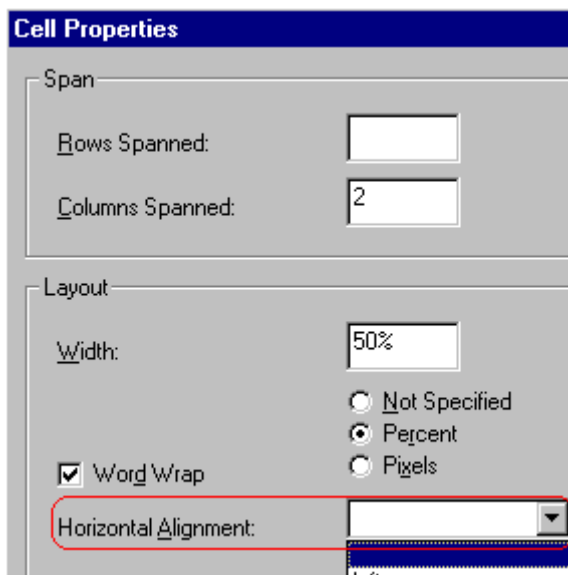 Cell Properties
Span
Rows Spanned:
Columns Spanned: 2
Layout
Width: 50%
Not Specified
Percent
Word Wrap
Pixels
Horizontal Alignment: